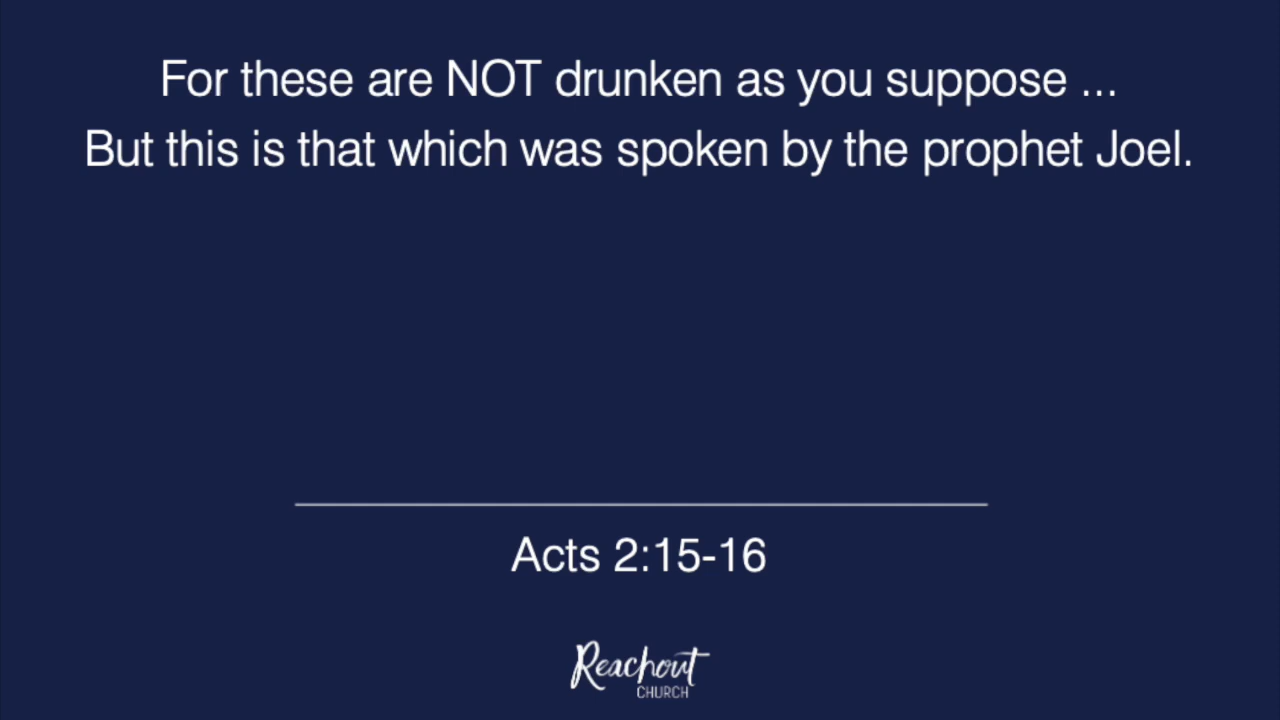 For these are NOT drunken as you suppose ...
But this is that which was spoken by the prophet Joel.
Acts 2:15-16
Reachout
CHURCH